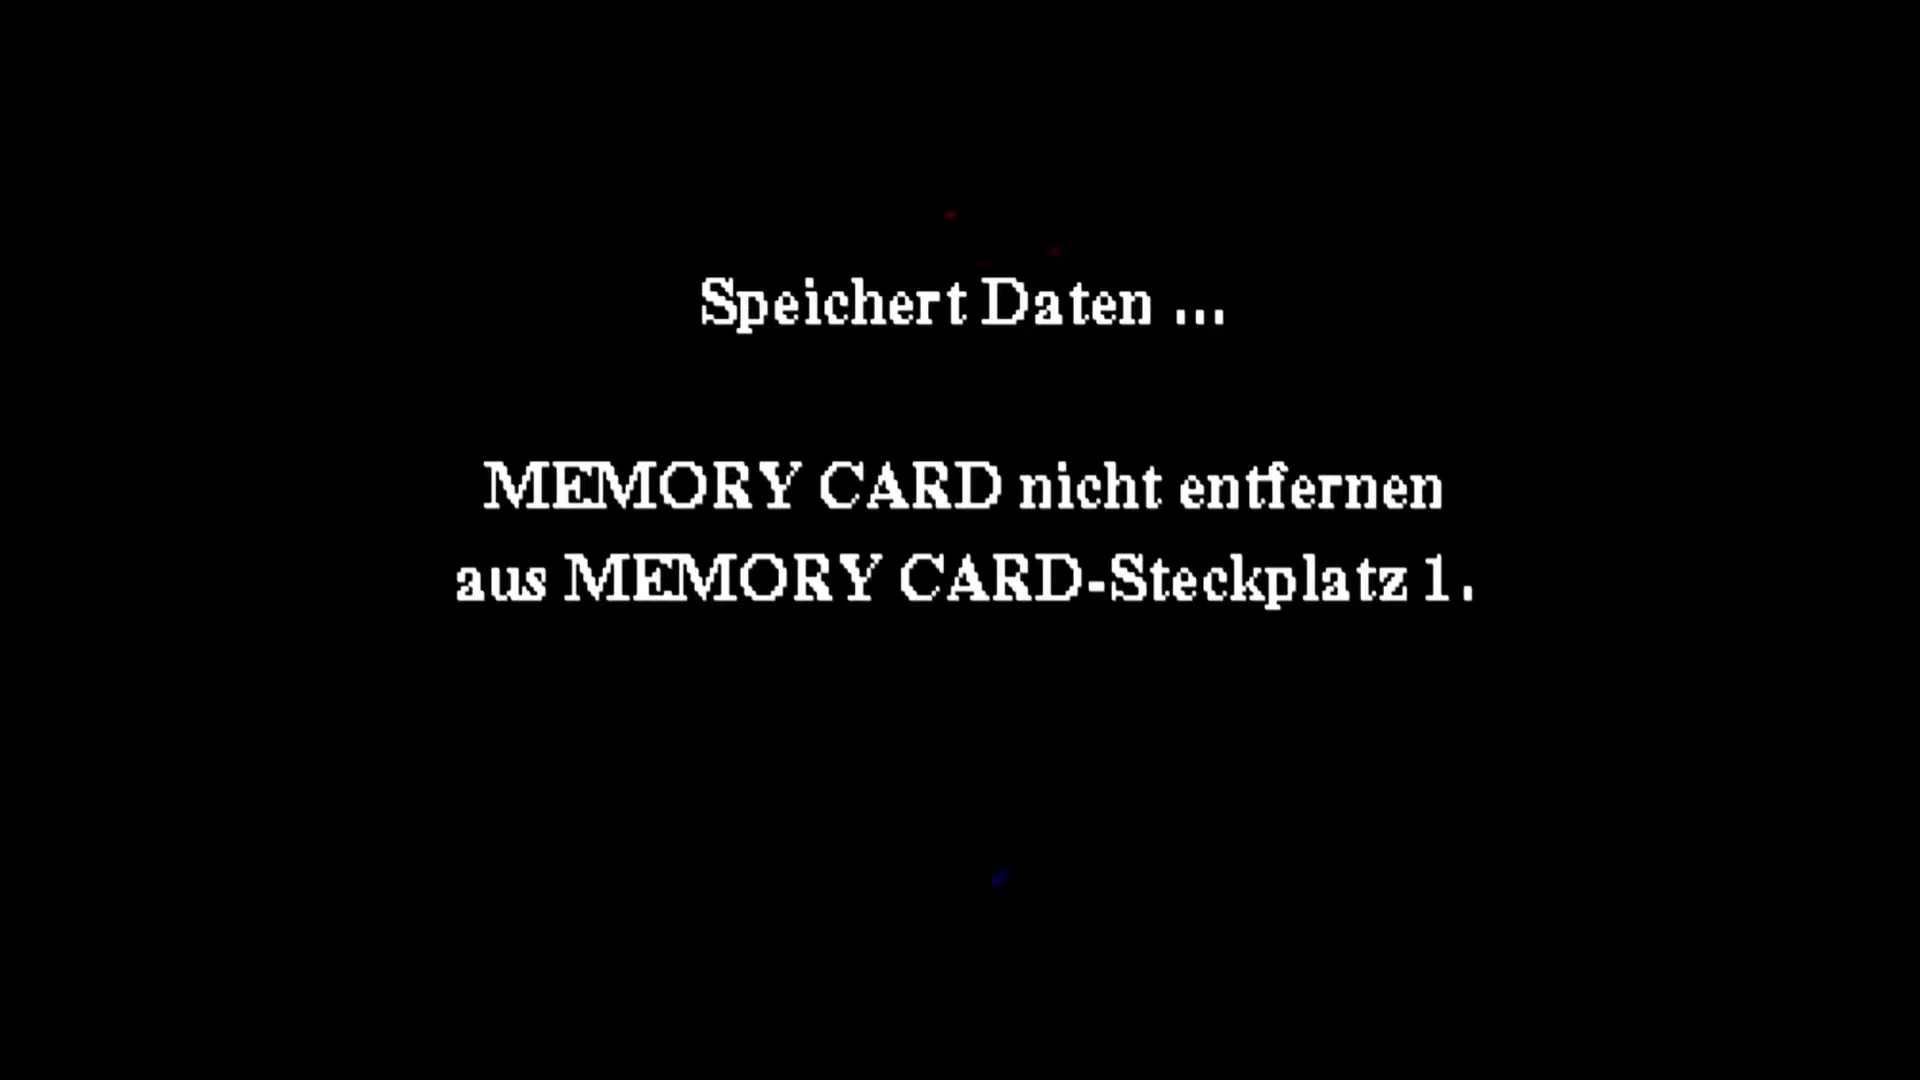 Speichert Daten ...
MEMORY CARD nicht entfernen
aus MEMORY CARD-Steckplatz 1.